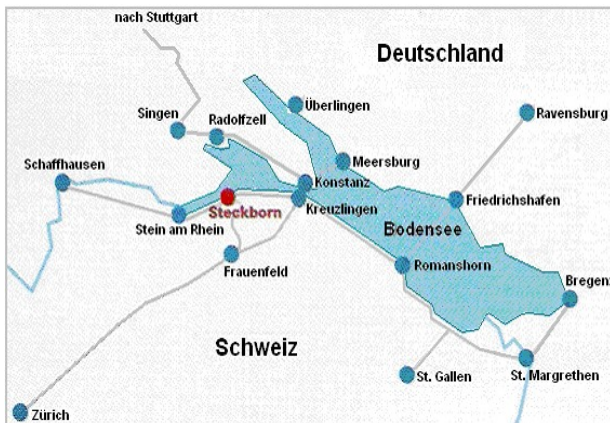 nach Stuttgart
Deutschland
Überlingen
Ravensburg
Singen
Radolfzell
Meersburg
Schaffhausen
Konstanz
Steckborn
Kreuzlingen
Friedrichshafen
Stein am Rhein
Bodensee
Frauenfeld
Romanshorn
Bregenz
Schweiz
St. Gallen
St. Margrethen
Zürich